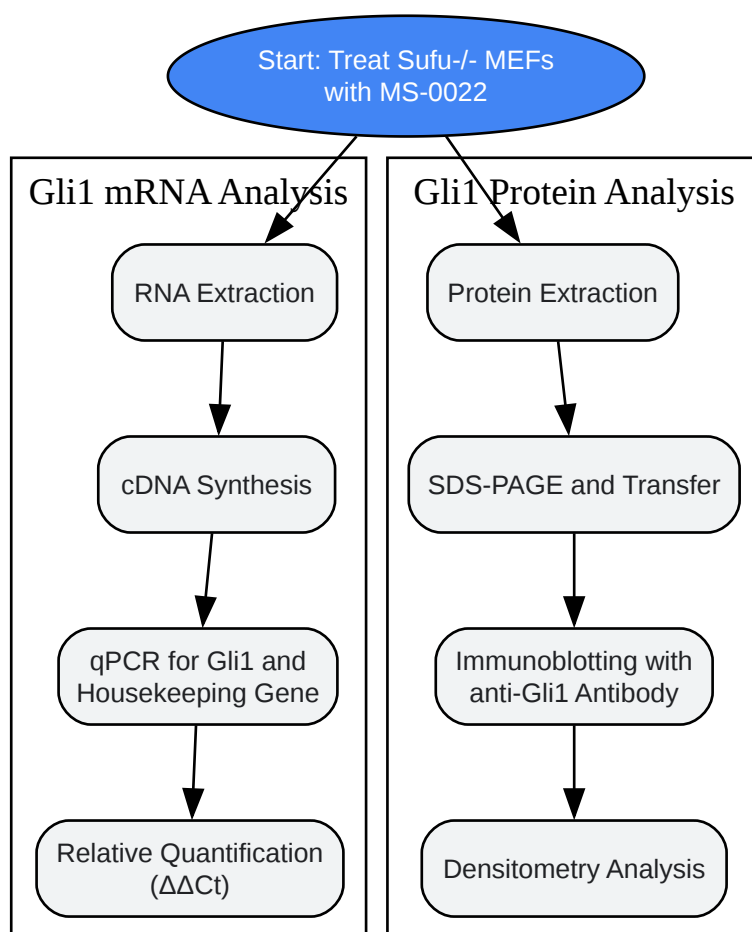 Start: Treat Sufu-/- MEFs
with MS-0022
Gli1 mRNA Analysis
RNA Extraction
cDNA Synthesis
qPCR for Gli1 and
Housekeeping Gene
Relative Quantification
(ΔΔCt)
Gli1 Protein Analysis
Protein Extraction
SDS-PAGE and Transfer
Immunoblotting with
anti-Gli1 Antibody
Densitometry Analysis